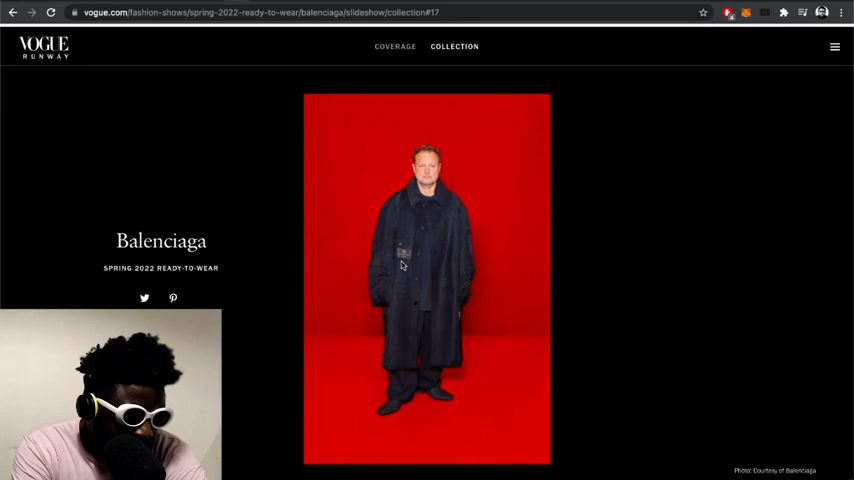 vogue.com/fashion-shows/spring-2022-ready-to-wear/balenciaga/slideshow/collection#17
VOGUE
RUNWAY
COVERAGE COLLECTION
Balenciaga
SPRING 2022 READY-TO-WEAR
Photo: Courtesy of Balenciaga